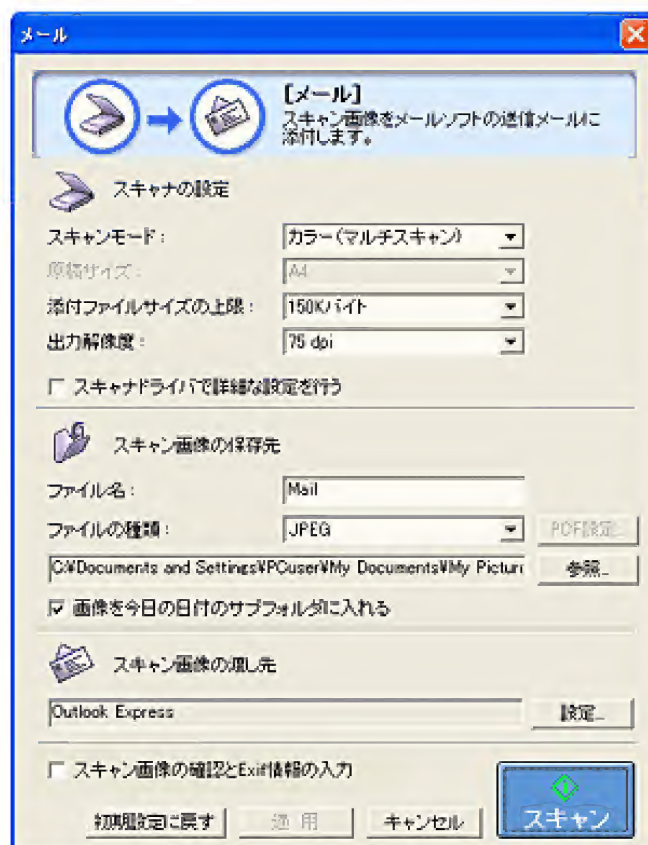 メール
[メール]
スキャン画像をメールソフトの送信メールに
添付します。
スキャナの設定
スキャンモード： カラー(マルチスキャン)
原稿サイズ： A4
添付ファイルサイズの上限： 150Kバイト
出力解像度： 75 dpi
スキャナドライバで詳細な設定を行う
スキャン画像の保存先
ファイル名： Mail
ファイルの種類： JPEG PDF設定...
C:¥Documents and Settings¥PCuser¥My Documents¥My Pictur 参照...
画像を今日の日付のサブフォルダに入れる
スキャン画像の渡し先
Outlook Express 設定...
スキャン画像の確認とExif情報の入力
初期設定に戻す 適用 キャンセル スキャン